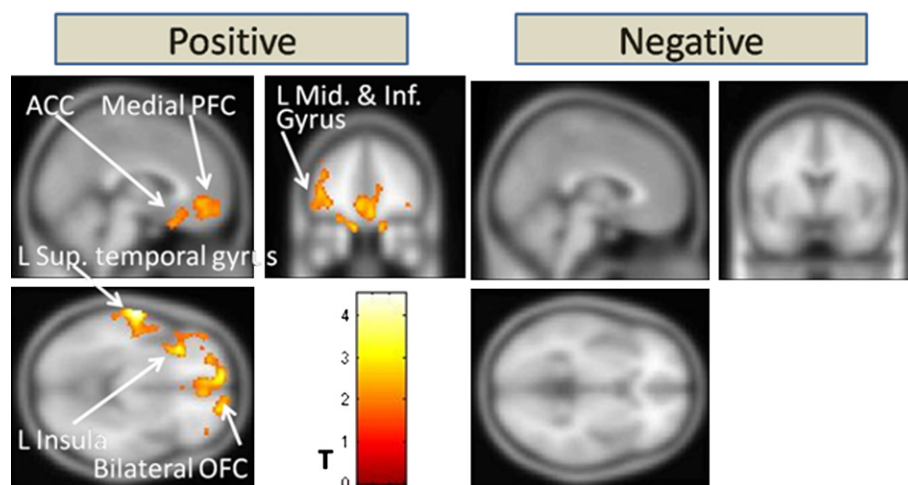 Positive
Negative
ACC
Medial PFC
L Mid. & Inf.
Gyrus
L Sup. temporal gyrus
L Insula
Bilateral OFC
4
3
2
1
0
T